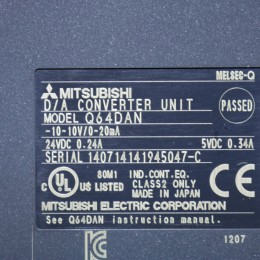 MELSEC-Q
MITSUBISHI
D/A CONVERTER UNIT
MODEL Q64DAN
PASSED
-10-10V/0-20mA
24VDC 0.24A 5VDC 0.34A
SERIAL 140714141945047-C
80M1 IND.CONT.EQ.
C UL US LISTED CLASS2 ONLY
MADE IN JAPAN
MITSUBISHI ELECTRIC CORPORATION
See Q64DAN instruction manual.
1207